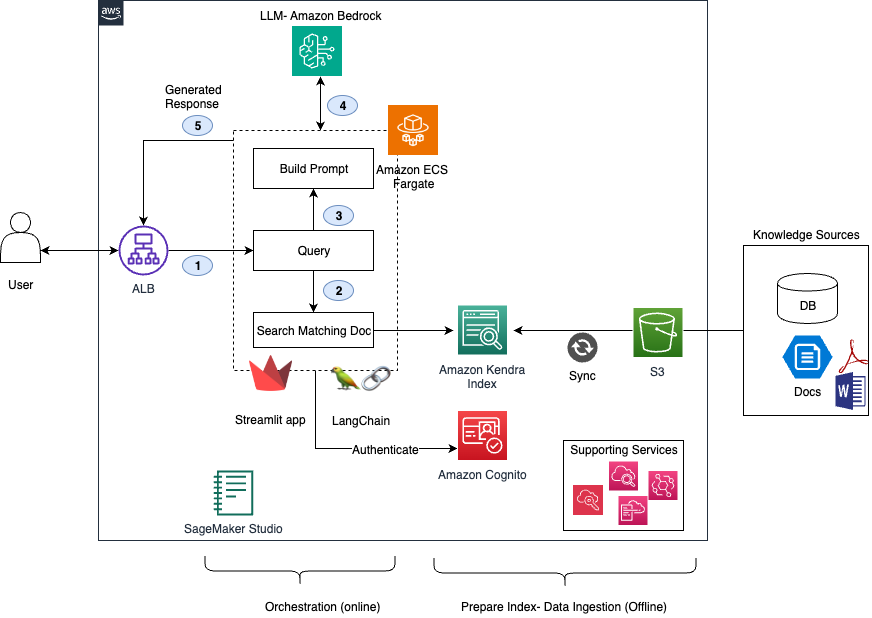 aws
LLM- Amazon Bedrock
4
Generated
Response
5
Amazon ECS
Fargate
Build Prompt
3
Query
1
2
Search Matching Doc
User
ALB
Amazon Kendra
Index
Sync
S3
Knowledge Sources
DB
Docs
W
Streamlit app
LangChain
Authenticate
Amazon Cognito
Supporting Services
SageMaker Studio
Orchestration (online)
Prepare Index- Data Ingestion (Offline)